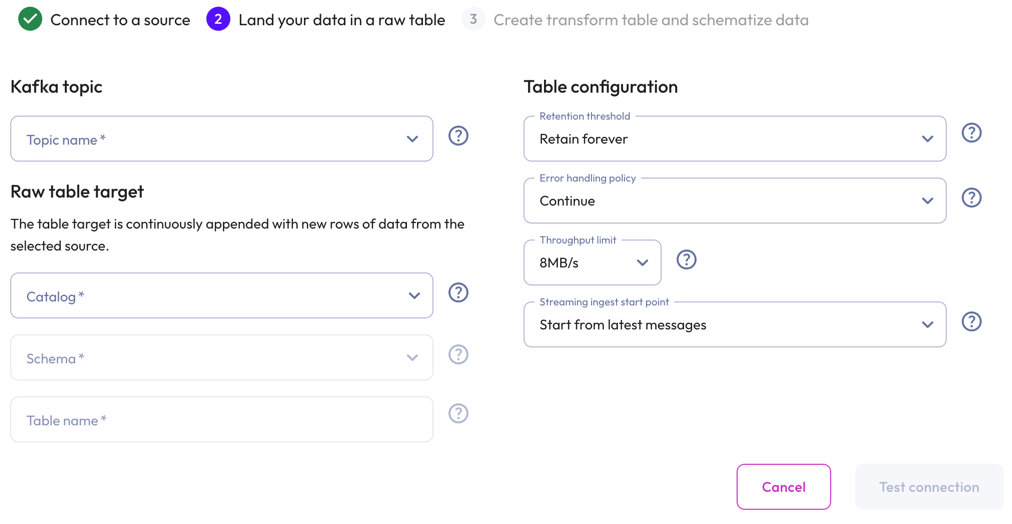 Connect to a source
2 Land your data in a raw table
3 Create transform table and schematize data
Kafka topic
Topic name *
?
Raw table target
The table target is continuously appended with new rows of data from the
selected source.
Catalog *
?
Schema *
?
Table name *
?
Table configuration
Retention threshold
Retain forever
?
Error handling policy
Continue
?
Throughput limit
8MB/s
?
Streaming ingest start point
Start from latest messages
?
Cancel
Test connection